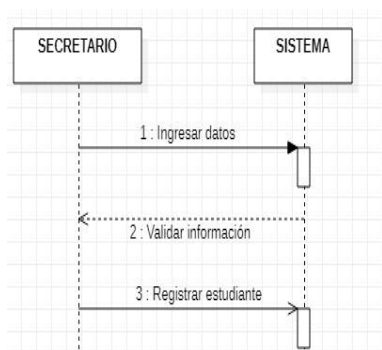 SECRETARIO
SISTEMA
1 : Ingresar datos
2 : Validar información
3 : Registrar estudiante